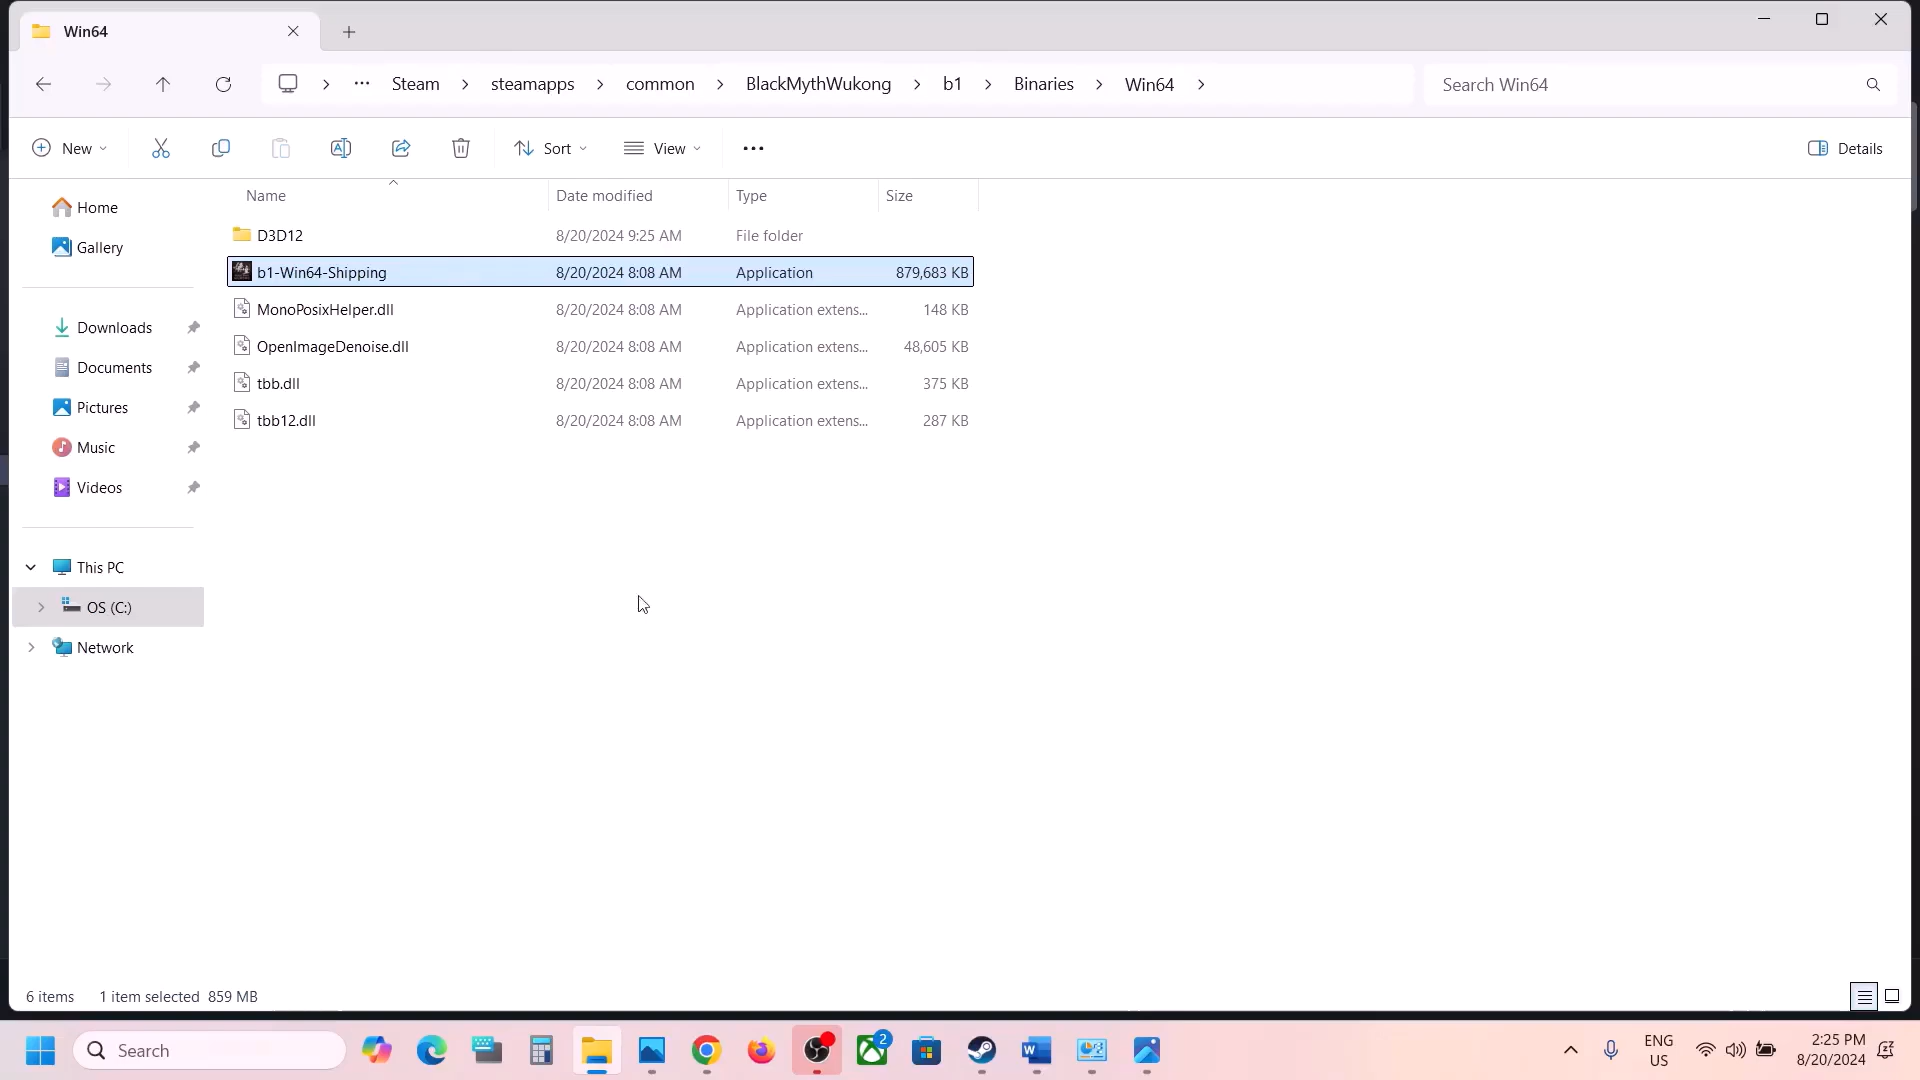 Win64
Steam steamapps common BlackMythWukong b1 Binaries Win64
Search Win64
New Sort View Details
Name Date modified Type Size
Home
Gallery
Downloads
Documents
Pictures
Music
Videos
This PC
OS (C:)
Network
D3D12 8/20/2024 9:25 AM File folder
b1-Win64-Shipping 8/20/2024 8:08 AM Application 879,683 KB
MonoPosixHelper.dll 8/20/2024 8:08 AM Application extens... 148 KB
OpenImageDenoise.dll 8/20/2024 8:08 AM Application extens... 48,605 KB
tbb.dll 8/20/2024 8:08 AM Application extens... 375 KB
tbb12.dll 8/20/2024 8:08 AM Application extens... 287 KB
6 items 1 item selected 859 MB
Search
2
ENG
US
2:25 PM
8/20/2024